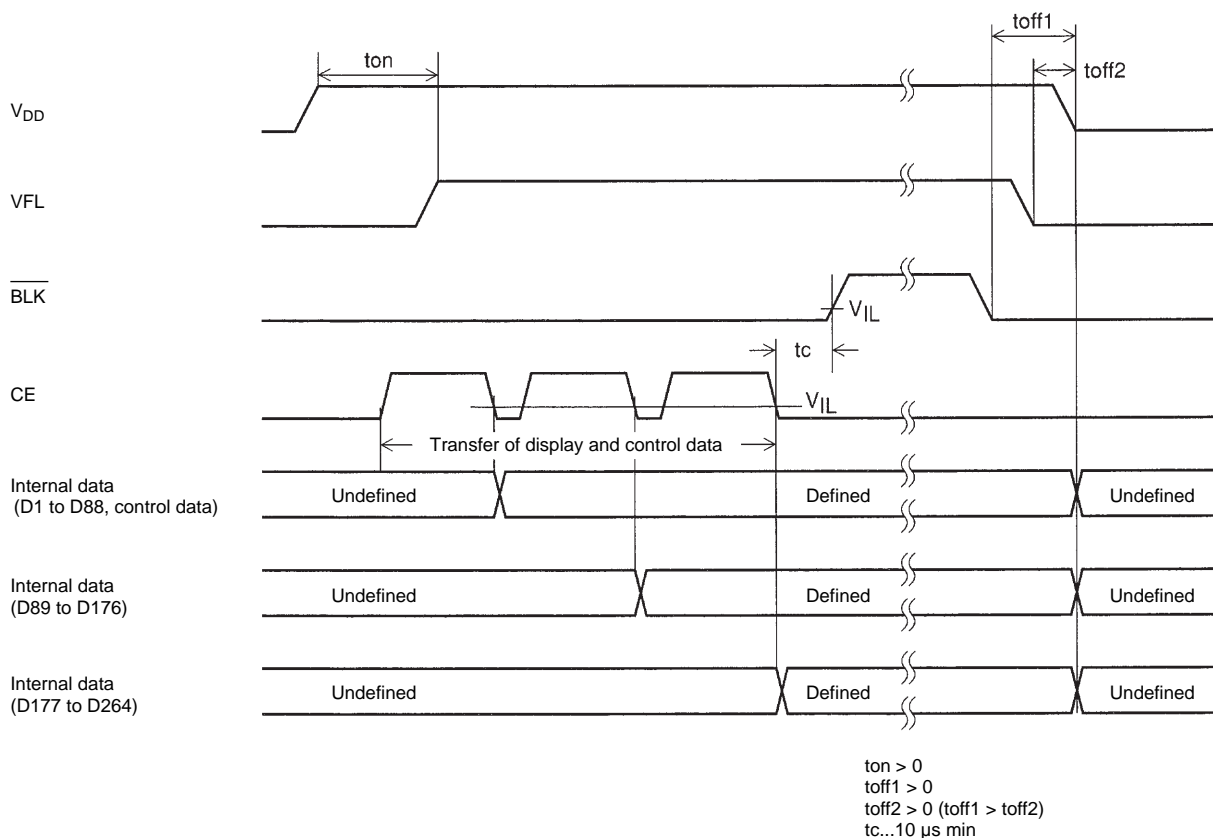 toff1
ton
toff2
VDD
VFL
BLK
VIL
tc
CE
VIL
Transfer of display and control data
Internal data
(D1 to D88, control data)
Undefined
Defined
Undefined
Internal data
(D89 to D176)
Undefined
Defined
Undefined
Internal data
(D177 to D264)
Undefined
Defined
Undefined
ton > 0
toff1 > 0
toff2 > 0 (toff1 > toff2)
tc...10 µs min